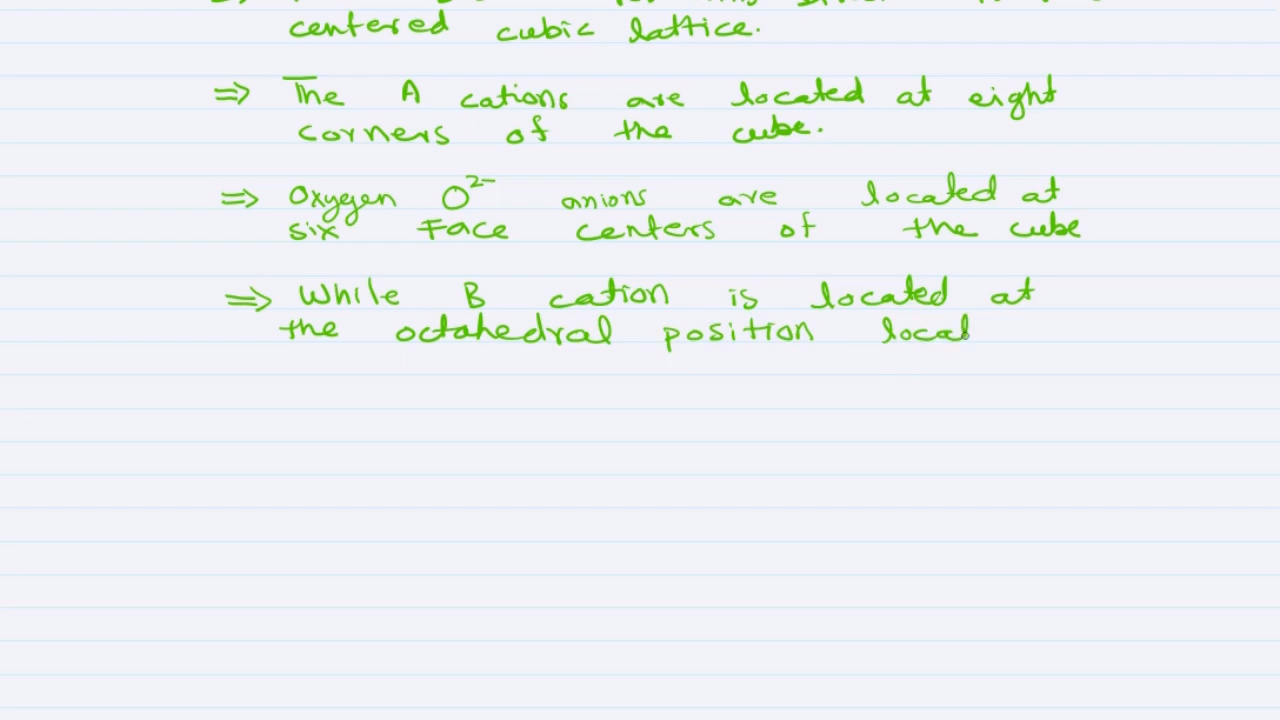 centered cubic lattice.
⇒ The A cations are located at eight
corners of the cube.
⇒ Oxygen O²⁻ anions are located at
six Face centers of the cube
⇒ While B cation is located at
the octahedral position local